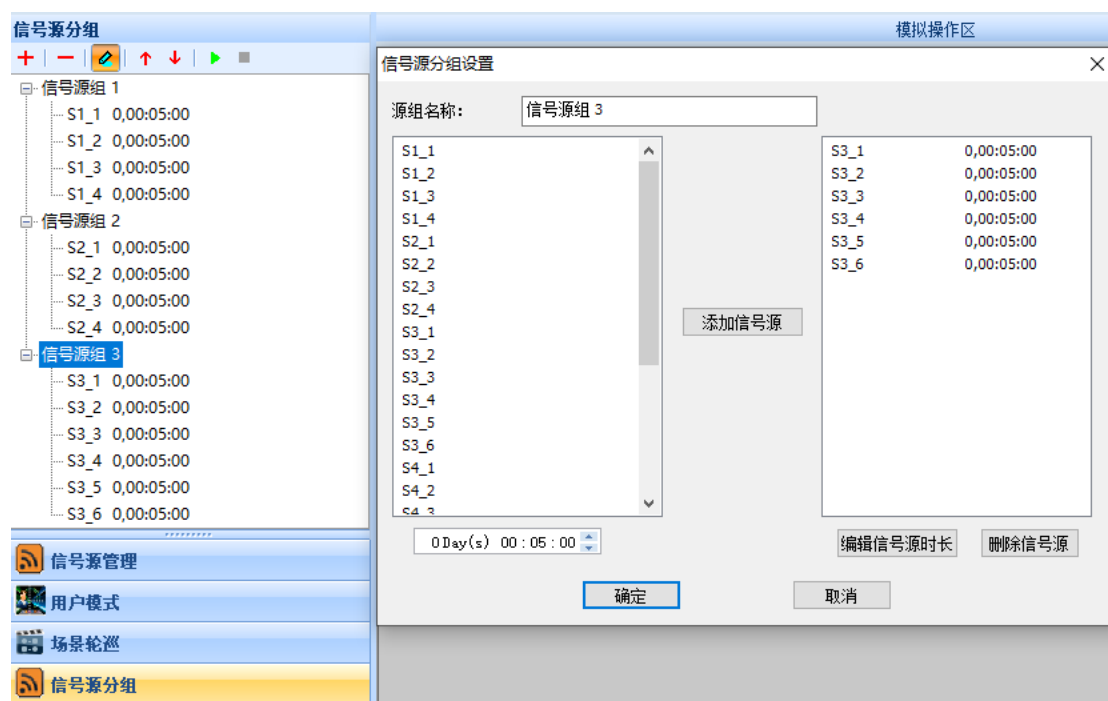 信号源分组
模拟操作区
信号源组 1
S1_1 0,00:05:00
S1_2 0,00:05:00
S1_3 0,00:05:00
S1_4 0,00:05:00
信号源组 2
S2_1 0,00:05:00
S2_2 0,00:05:00
S2_3 0,00:05:00
S2_4 0,00:05:00
信号源组 3
S3_1 0,00:05:00
S3_2 0,00:05:00
S3_3 0,00:05:00
S3_4 0,00:05:00
S3_5 0,00:05:00
S3_6 0,00:05:00
信号源管理
用户模式
场景轮巡
信号源分组
信号源分组设置
源组名称: 信号源组 3
S1_1
S1_2
S1_3
S1_4
S2_1
S2_2
S2_3
S2_4
S3_1
S3_2
S3_3
S3_4
S3_5
S3_6
S4_1
S4_2
S4_3
添加信号源
S3_1 0,00:05:00
S3_2 0,00:05:00
S3_3 0,00:05:00
S3_4 0,00:05:00
S3_5 0,00:05:00
S3_6 0,00:05:00
0Day(s) 00:05:00
编辑信号源时长 删除信号源
确定 取消